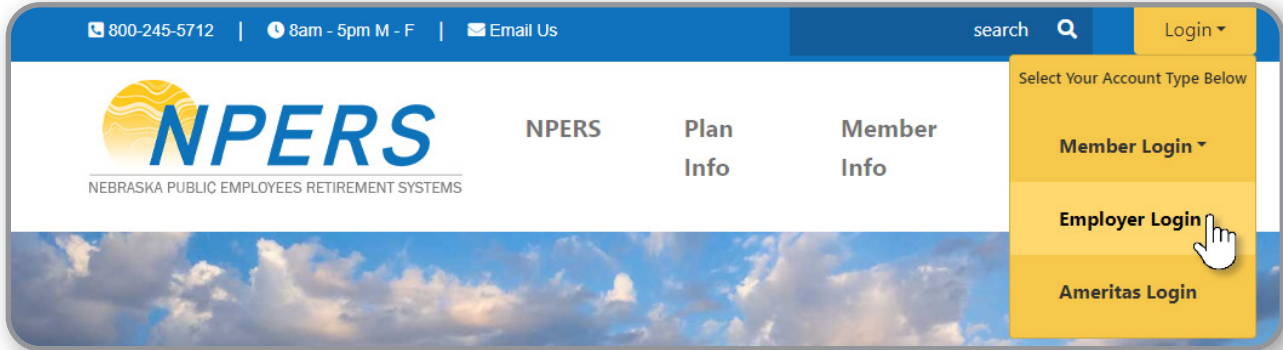 800-245-5712 | 8am - 5pm M - F | Email Us search Login
Select Your Account Type Below
NPERS
NEBRASKA PUBLIC EMPLOYEES RETIREMENT SYSTEMS
NPERS
Plan
Info
Member
Info
Member Login
Employer Login
Ameritas Login